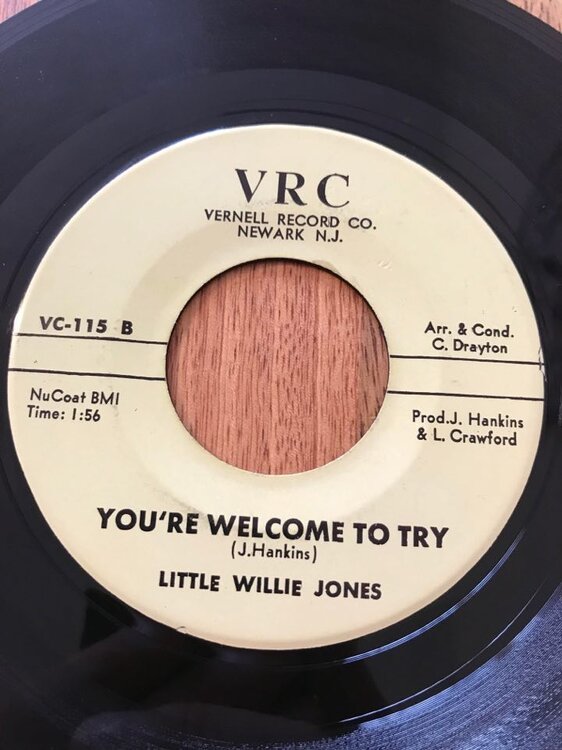 VRC
VERNELL RECORD CO.
NEWARK N.J.
VC-115 B
Arr. & Cond.
C. Drayton
NuCoat BMI
Time: 1:56
Prod.J. Hankins
& L. Crawford
YOU'RE WELCOME TO TRY
(J.Hankins)
LITTLE WILLIE JONES